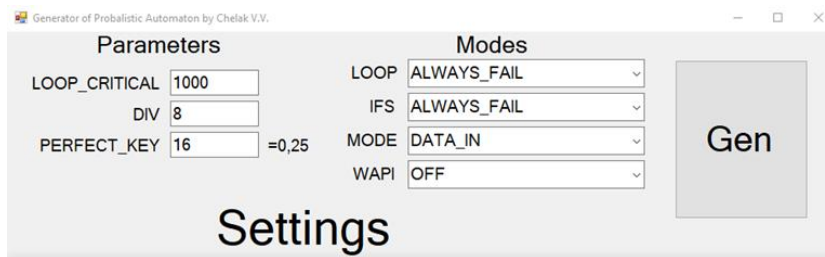 Generator of Probalistic Automaton by Chelak V.V.
Parameters
LOOP_CRITICAL 1000
DIV 8
PERFECT_KEY 16 =0,25
Modes
LOOP ALWAYS_FAIL
IFS ALWAYS_FAIL
MODE DATA_IN
WAPI OFF
Gen
Settings